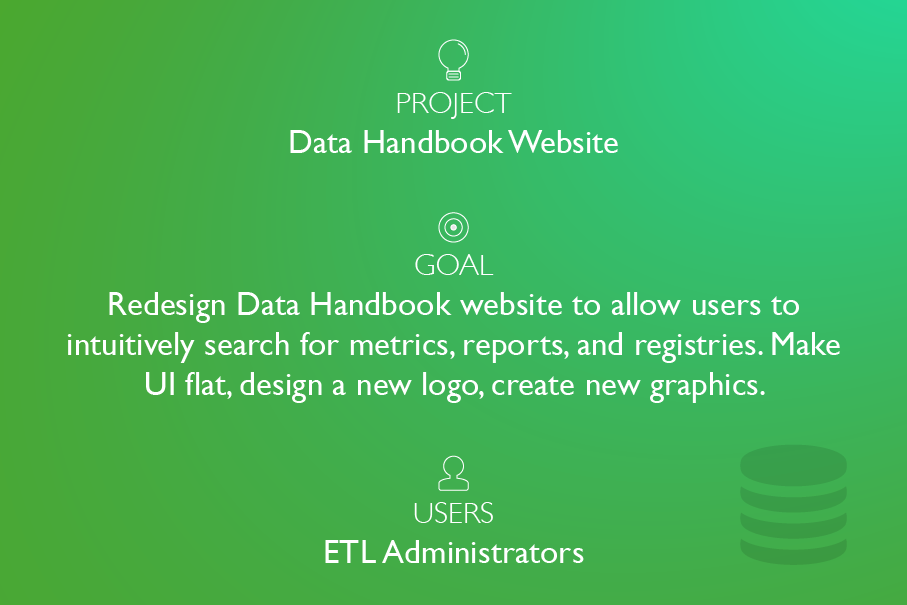 PROJECT
Data Handbook Website
GOAL
Redesign Data Handbook website to allow users to
intuitively search for metrics, reports, and registries. Make
UI flat, design a new logo, create new graphics.
USERS
ETL Administrators